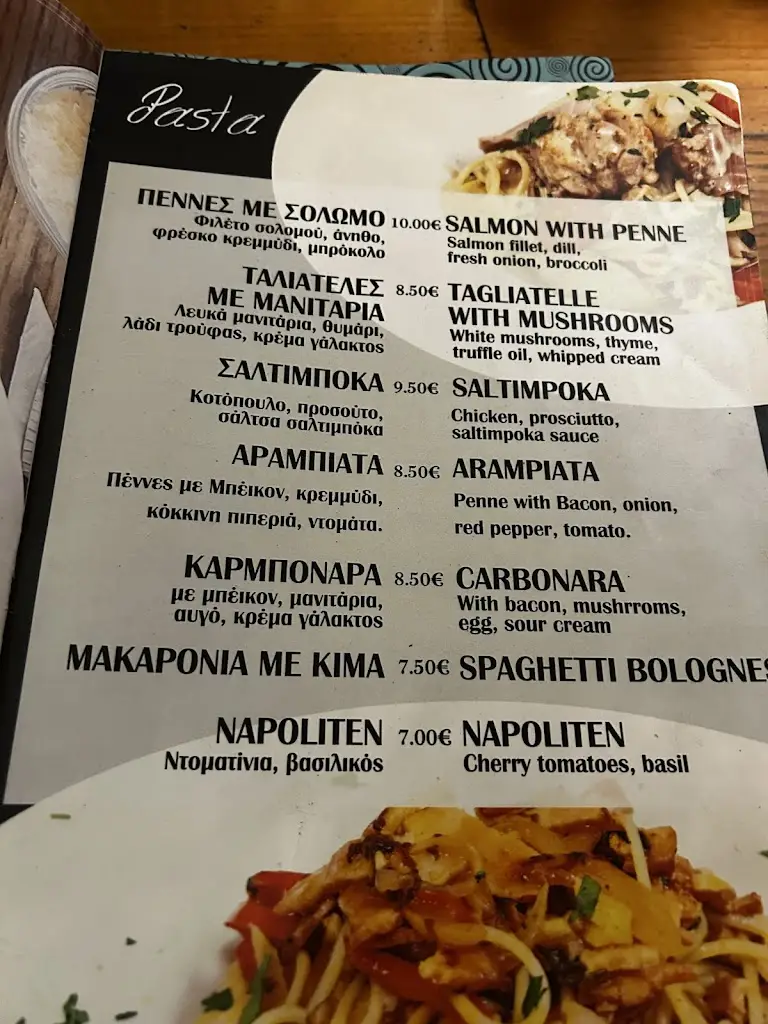 Pasta
ΠΕΝΝΕΣ ΜΕ ΣΟΛΩΜΟ 10.00€ SALMON WITH PENNE
Φιλέτο σολομού, άνηθο, Salmon fillet, dill,
φρέσκο κρεμμύδι, μπρόκολο fresh onion, broccoli
ΤΑΛΙΑΤΕΛΕΣ 8.50€ TAGLIATELLE
ΜΕ ΜΑΝΙΤΑΡΙΑ WITH MUSHROOMS
Λευκά μανιτάρια, θυμάρι, White mushrooms, thyme,
λάδι τρούφας, κρέμα γάλακτος truffle oil, whipped cream
ΣΑΛΤΙΜΠΟΚΑ 9.50€ SALTIMPOKA
Κοτόπουλο, προσούτο, Chicken, prosciutto,
σάλτσα σαλτιμπόκα saltimpoka sauce
ΑΡΑΜΠΙΑΤΑ 8.50€ ARAMPIATA
Πέννες με Μπέικον, κρεμμύδι, Penne with Bacon, onion,
κόκκινη πιπεριά, ντομάτα. red pepper, tomato.
ΚΑΡΜΠΟΝΑΡΑ 8.50€ CARBONARA
με μπέικον, μανιτάρια, With bacon, mushrroms,
αυγό, κρέμα γάλακτος egg, sour cream
ΜΑΚΑΡΟΝΙΑ ΜΕ ΚΙΜΑ 7.50€ SPAGHETTI BOLOGNES
NAPOLITEN 7.00€ NAPOLITEN
Ντοματίνια, βασιλικός Cherry tomatoes, basil